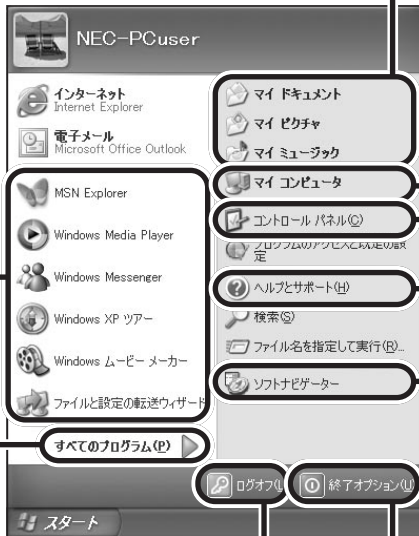 NEC-PCuser
インターネット
Internet Explorer
電子メール
Microsoft Office Outlook
MSN Explorer
Windows Media Player
Windows Messenger
Windows XP ツアー
Windows ムービー メーカー
ファイルと設定の転送ウィザード
すべてのプログラム(P)
マイ ドキュメント
マイ ピクチャ
マイ ミュージック
マイ コンピュータ
コントロール パネル(C)
プログラムのアクセスと既定の設
定
ヘルプとサポート(H)
検索(S)
ファイル名を指定して実行(R)...
ソフトナビゲーター
ログオフ(L
終了オプション(U
スタート